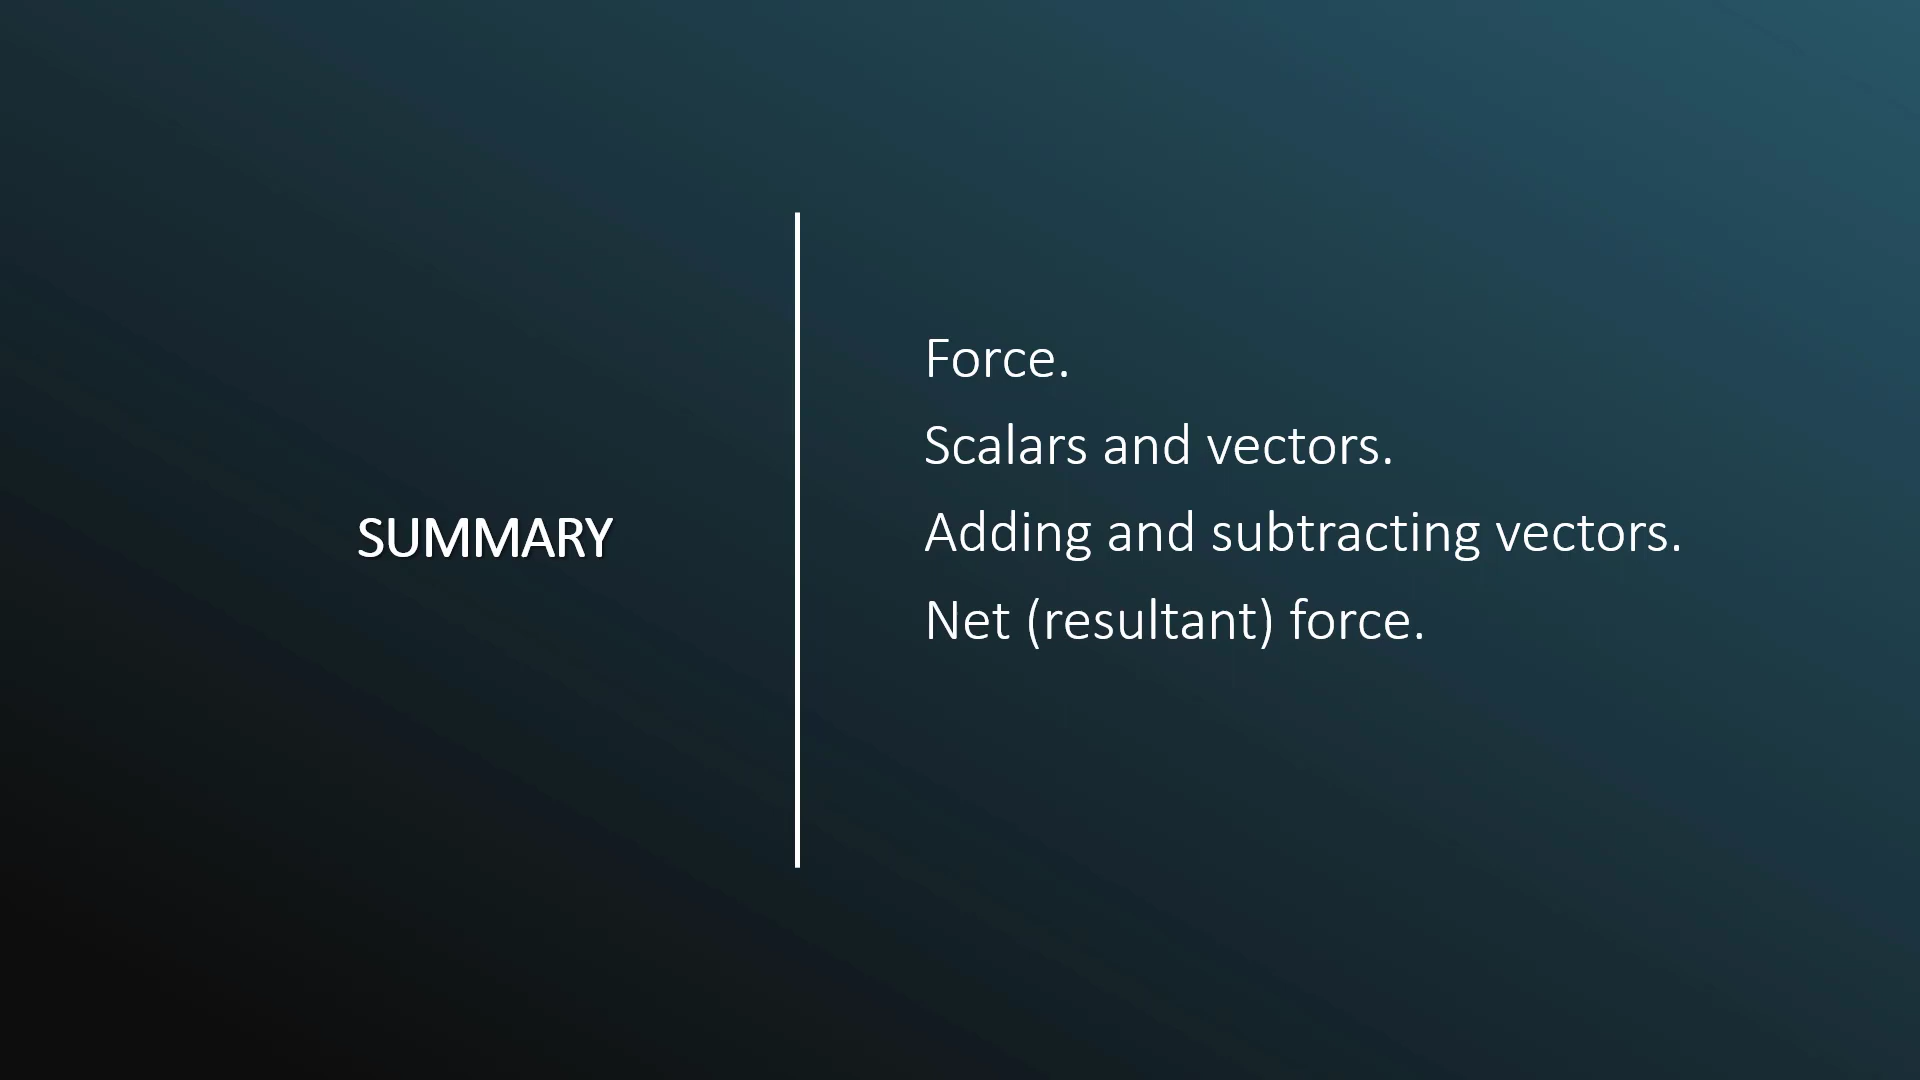 SUMMARY
Force.
Scalars and vectors.
Adding and subtracting vectors.
Net (resultant) force.